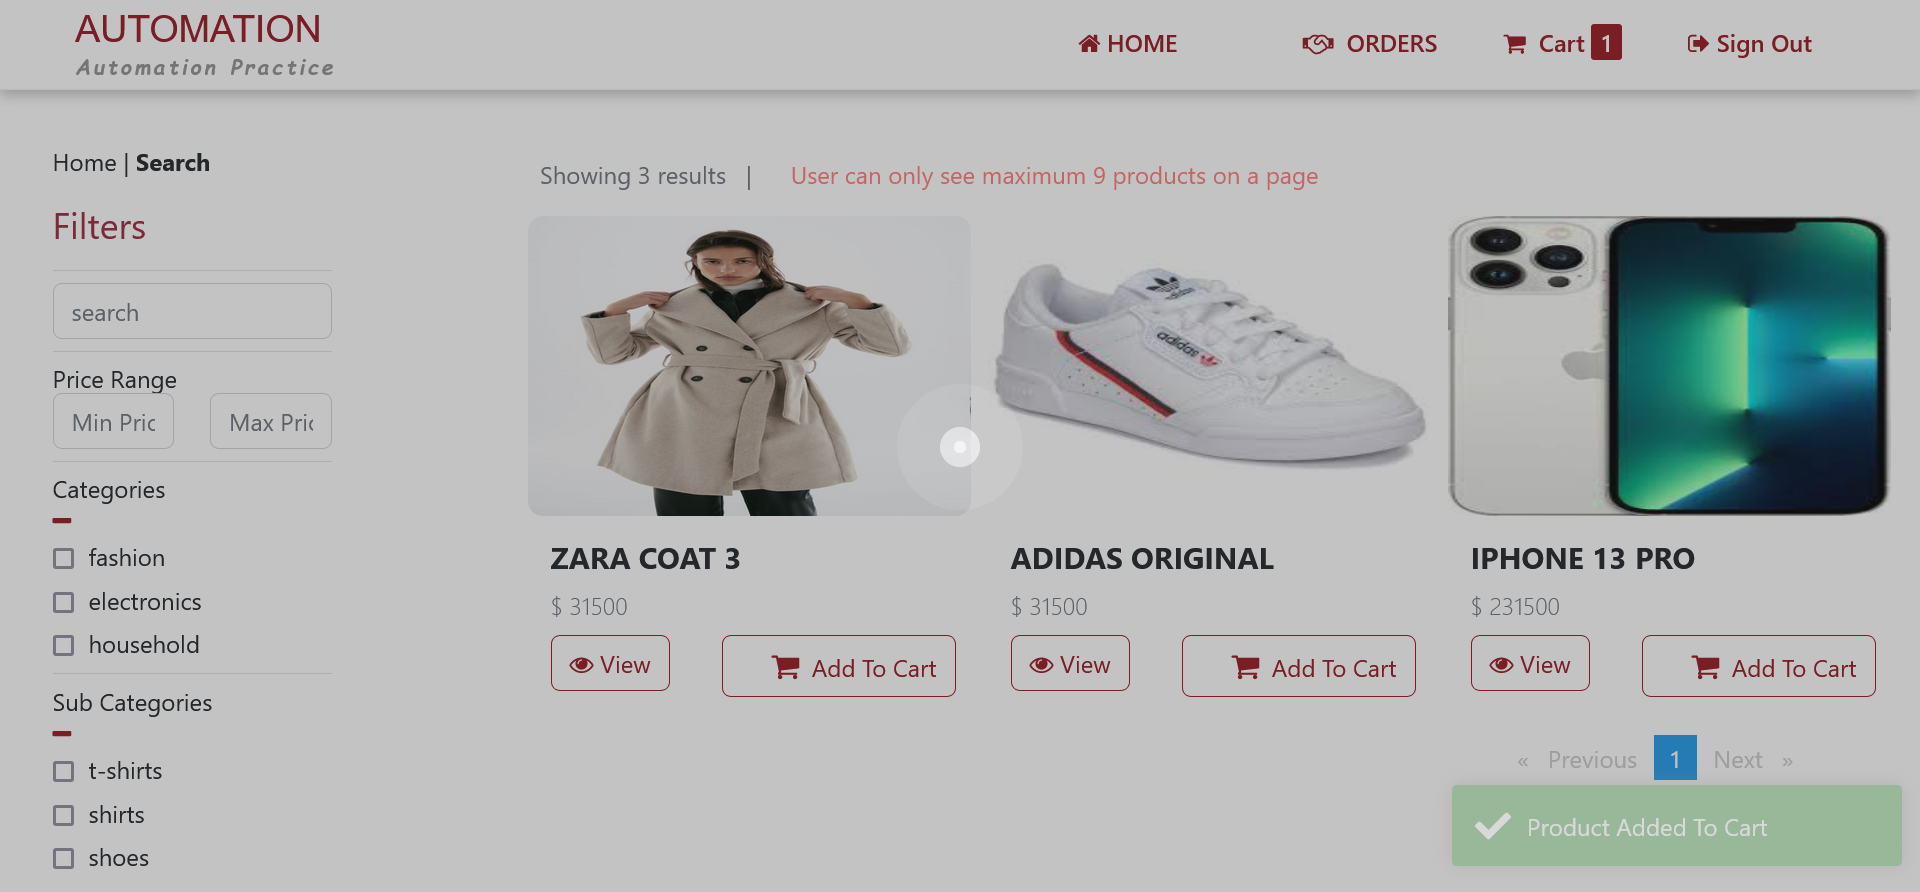 AUTOMATION
Automation Practice
HOME
ORDERS
Cart 1
Sign Out
Home | Search
Filters
search
Price Range
Min Pric
Max Pric
Categories
fashion
electronics
household
Sub Categories
t-shirts
shirts
shoes
Showing 3 results |
User can only see maximum 9 products on a page
adidas
ZARA COAT 3
$ 31500
View
Add To Cart
ADIDAS ORIGINAL
$ 31500
View
Add To Cart
IPHONE 13 PRO
$ 231500
View
Add To Cart
« Previous 1 Next »
Product Added To Cart